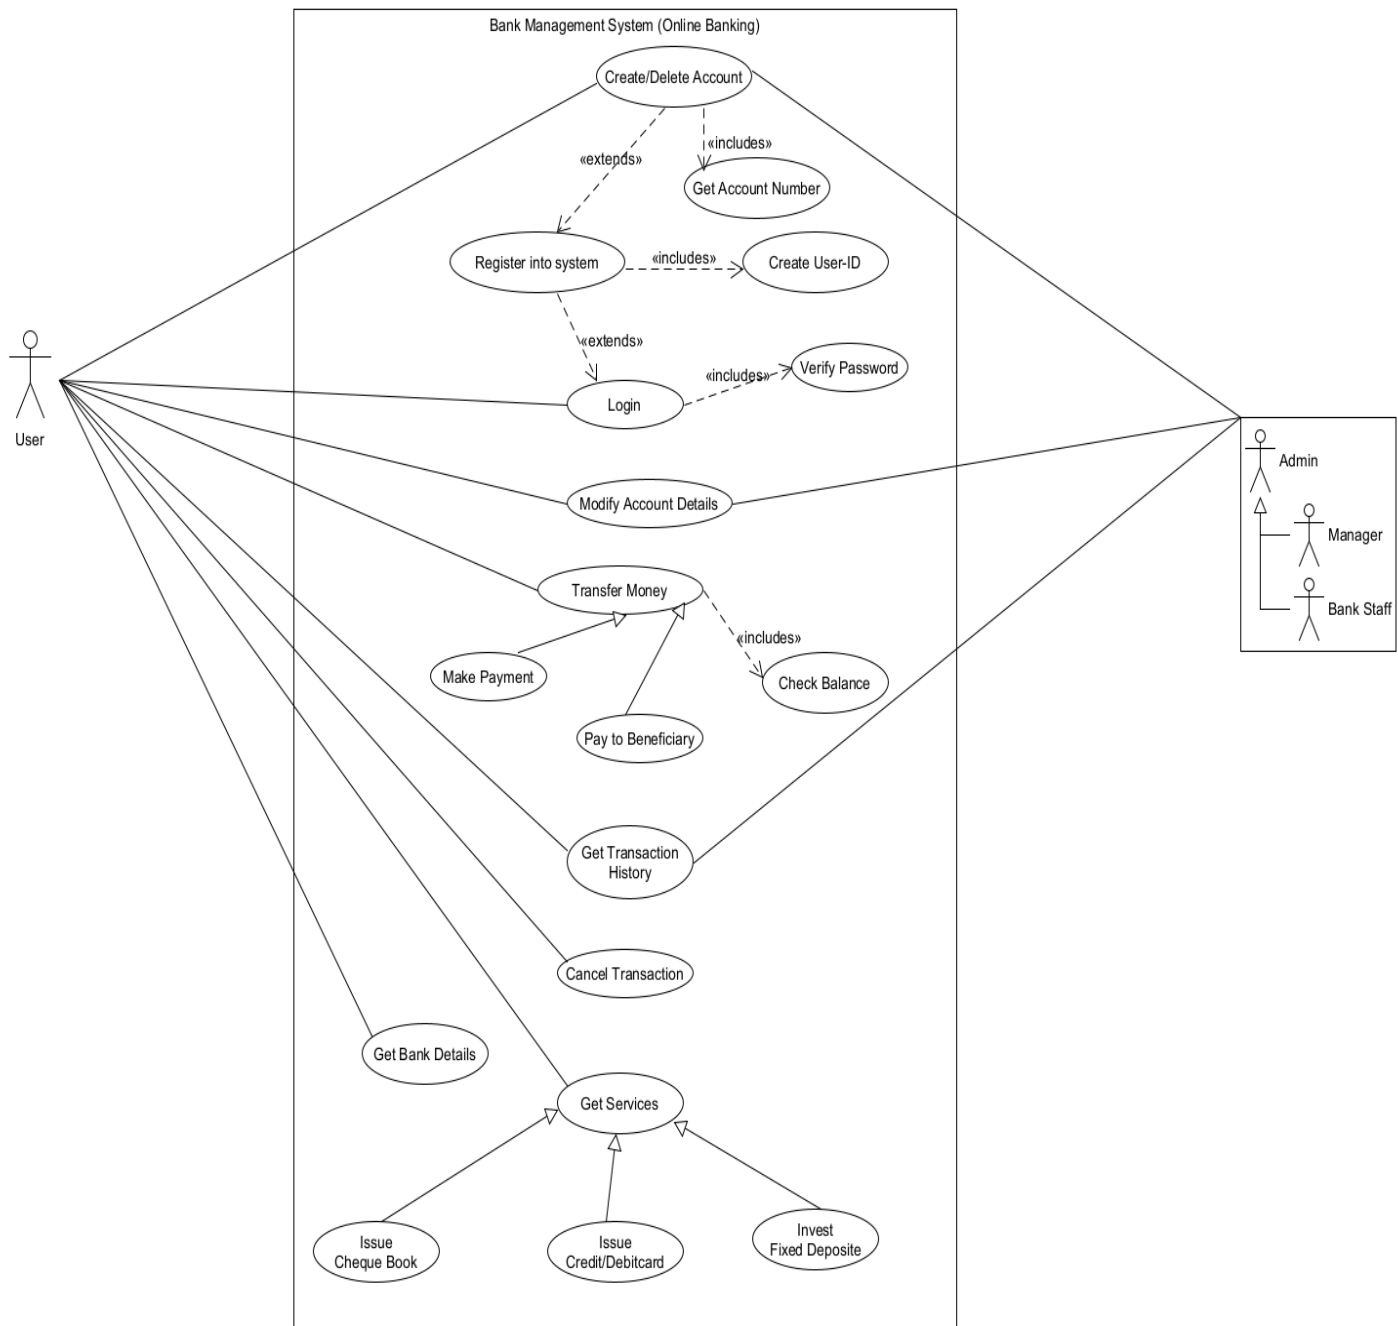 Bank Management System (Online Banking)
Create/Delete Account
«includes»
«extends»
Get Account Number
Register into system
«includes»
Create User-ID
«extends»
Verify Password
«includes»
Login
User
Admin
Modify Account Details
Manager
Transfer Money
Bank Staff
«includes»
Make Payment
Check Balance
Pay to Beneficiary
Get Transaction
History
Cancel Transaction
Get Bank Details
Get Services
Issue
Cheque Book
Issue
Credit/Debitcard
Invest
Fixed Deposite